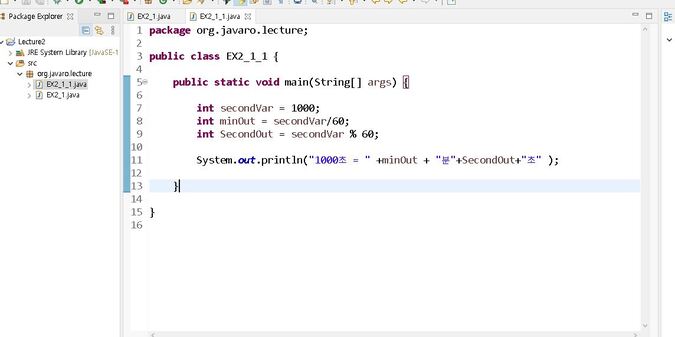 EX2_1.java
EX2_1_1.java
Package Explorer
Lecture2
JRE System Library [JavaSE-1
src
org.javaro.lecture
EX2_1_1.java
EX2_1.java
1 package org.javaro.lecture;
2
3 public class EX2_1_1 {
4
5 public static void main(String[] args) {
6
7 int secondVar = 1000;
8 int minOut = secondVar/60;
9 int SecondOut = secondVar % 60;
10
11 System.out.println("1000초 = " +minOut + "분"+SecondOut+"초" );
12
13 }
14
15 }
16